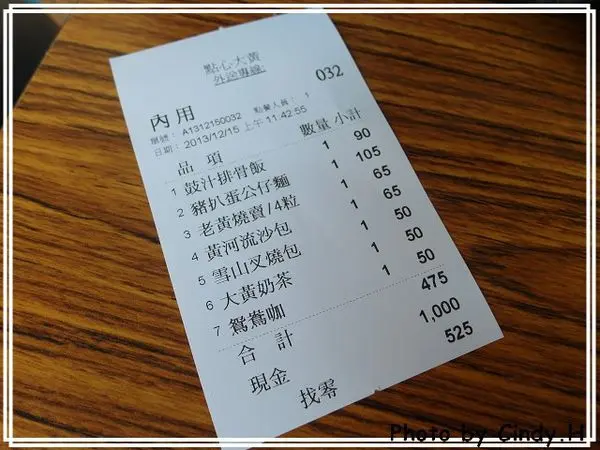 點心大黃
外送專線:
032
內用
單號： A1312150032 點餐人員： 1
日期： 2013/12/15 上午 11:42:55
品 項 數量 小計
1 鼓汁排骨飯 1 90
2 豬扒蛋公仔麵 1 105
3 老黃燒賣/4粒 1 65
4 黃河流沙包 1 65
5 雪山叉燒包 1 50
6 大黃奶茶 1 50
7 鴛鴦咖 1 50
合 計 475
現金 1,000
找零 525
Photo by Cindy.H